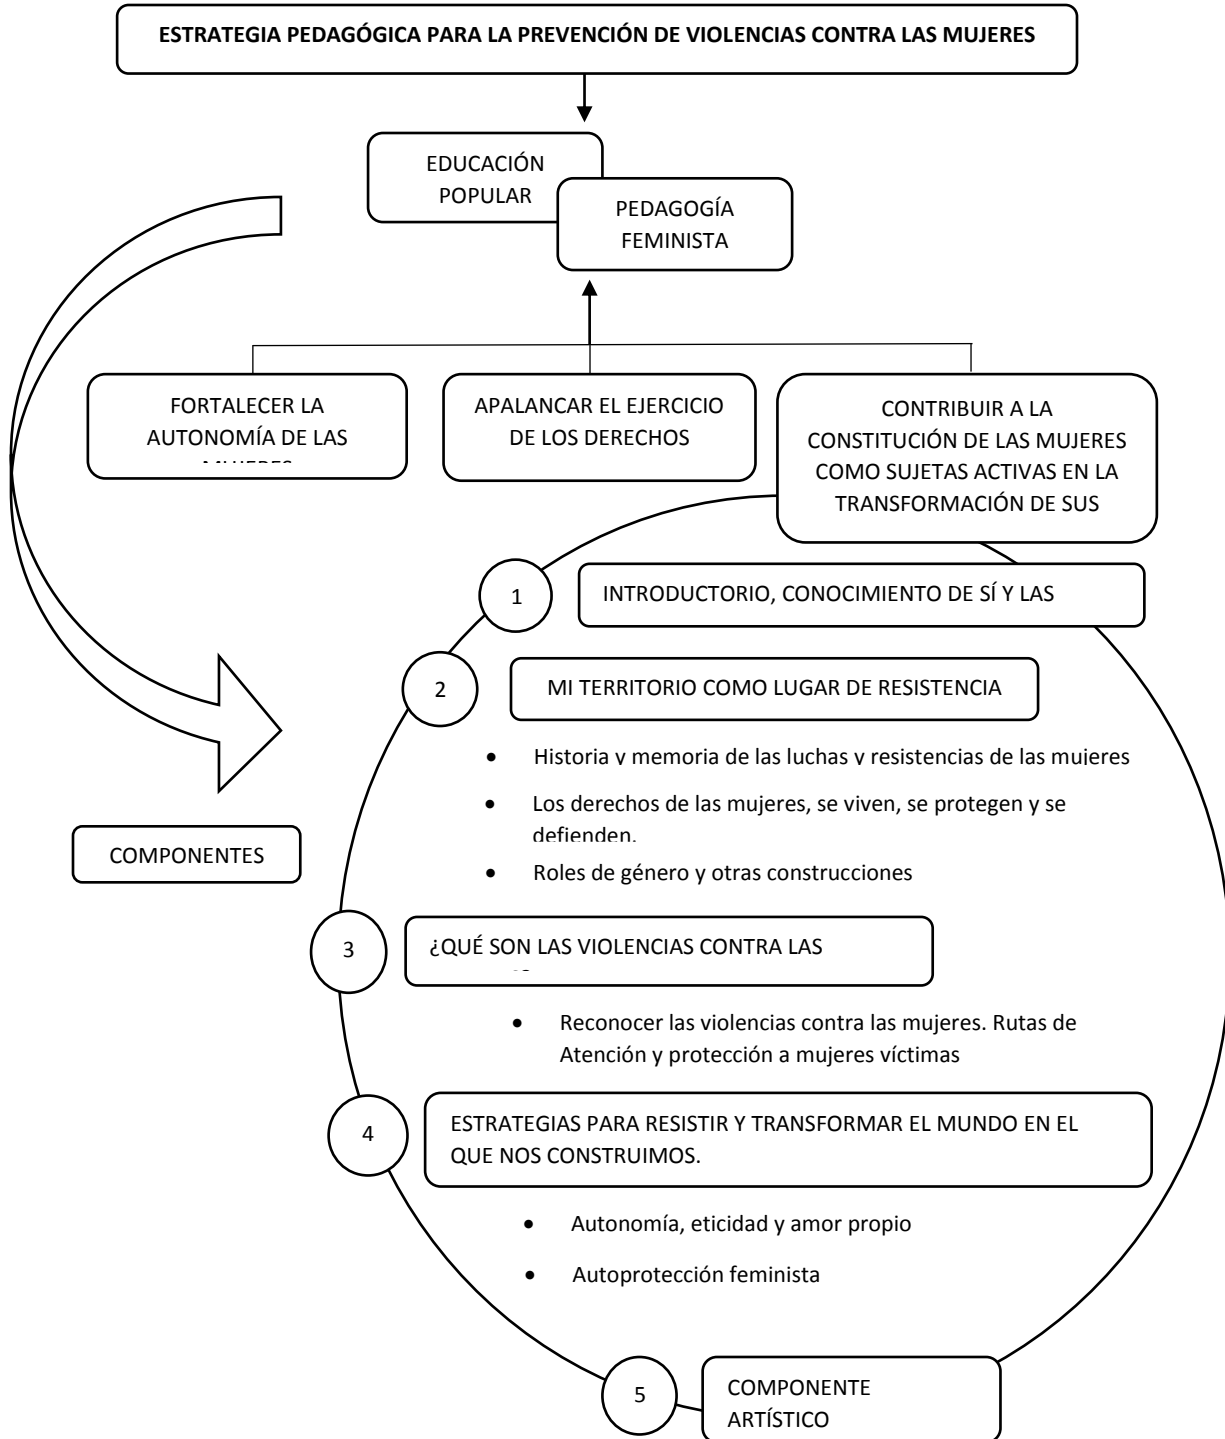 ESTRATEGIA PEDAGÓGICA PARA LA PREVENCIÓN DE VIOLENCIAS CONTRA LAS MUJERES
EDUCACIÓN
POPULAR
PEDAGOGÍA
FEMINISTA
FORTALECER LA
AUTONOMÍA DE LAS
APALANCAR EL EJERCICIO
DE LOS DERECHOS
CONTRIBUIR A LA
CONSTITUCIÓN DE LAS MUJERES
COMO SUJETAS ACTIVAS EN LA
TRANSFORMACIÓN DE SUS
1
INTRODUCTORIO, CONOCIMIENTO DE SÍ Y LAS
2
MI TERRITORIO COMO LUGAR DE RESISTENCIA
• Historia y memoria de las luchas y resistencias de las mujeres
• Los derechos de las mujeres, se viven, se protegen y se
defienden.
• Roles de género y otras construcciones
COMPONENTES
3
¿QUÉ SON LAS VIOLENCIAS CONTRA LAS
• Reconocer las violencias contra las mujeres. Rutas de
Atención y protección a mujeres víctimas
4
ESTRATEGIAS PARA RESISTIR Y TRANSFORMAR EL MUNDO EN EL
QUE NOS CONSTRUIMOS.
• Autonomía, eticidad y amor propio
• Autoprotección feminista
5
COMPONENTE
ARTÍSTICO